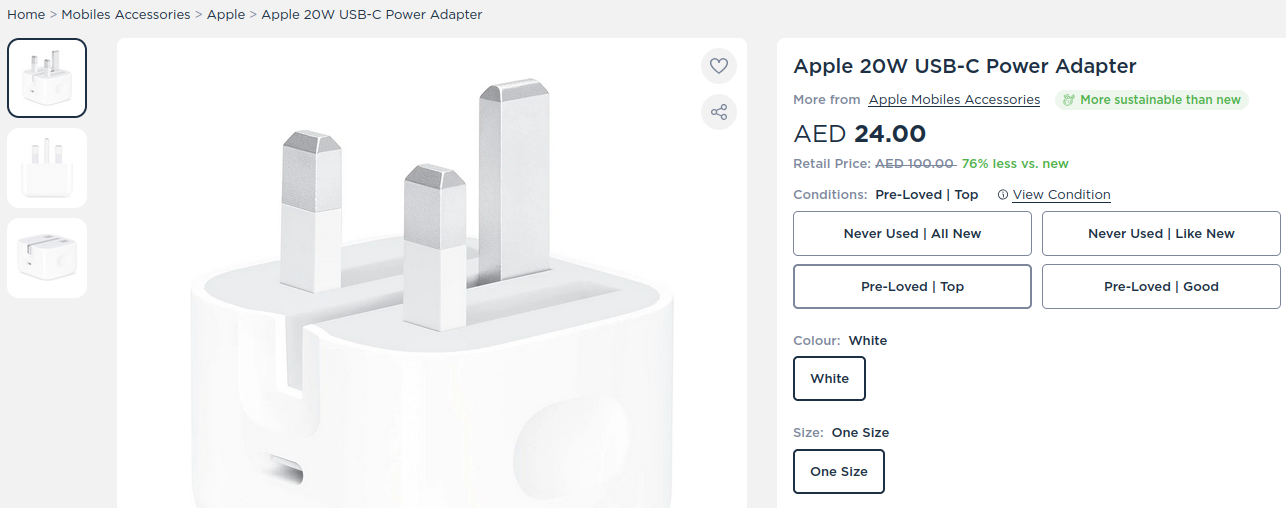 Home > Mobiles Accessories > Apple > Apple 20W USB-C Power Adapter
Apple 20W USB-C Power Adapter
More from Apple Mobiles Accessories More sustainable than new
AED 24.00
Retail Price: AED 100.00 76% less vs. new
Conditions: Pre-Loved | Top View Condition
Never Used | All New
Never Used | Like New
Pre-Loved | Top
Pre-Loved | Good
Colour: White
White
Size: One Size
One Size